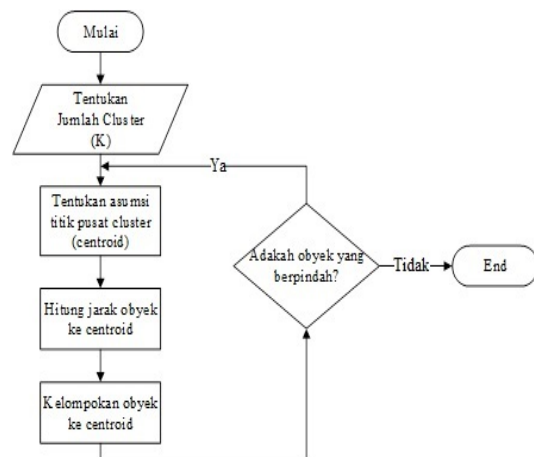 Mulai
Tentukan
Jumlah Cluster
(K)
Ya
Tentukan asumsi
titik pusat cluster
(centroid)
Adakah obyek yang
berpindah?
Tidak
End
Hitung jarak obyek
ke centroid
Kelompokan obyek
ke centroid